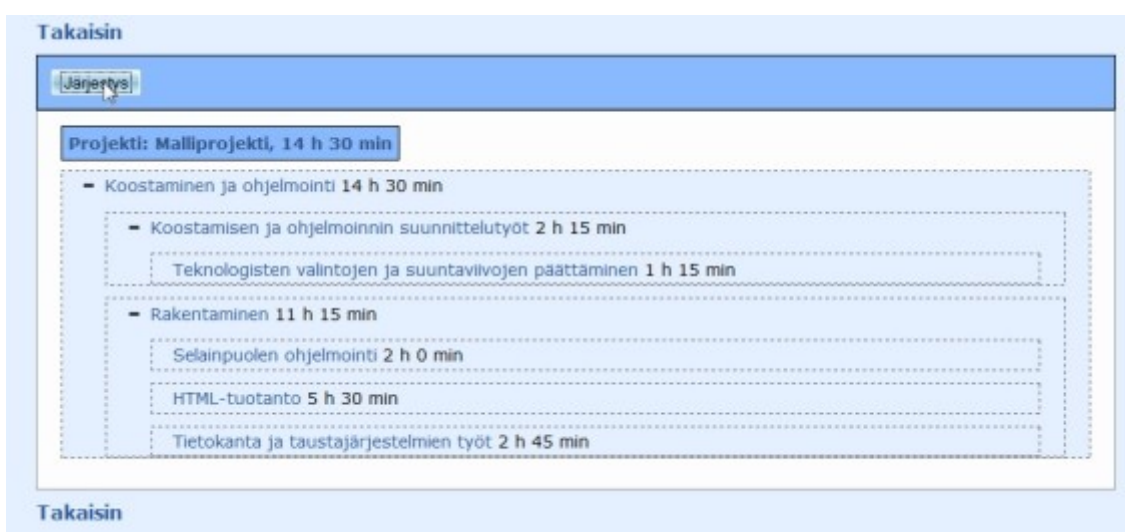 Takaisin
Järjestys
Projekti: Malliprojekti, 14 h 30 min
- Koostaminen ja ohjelmointi 14 h 30 min
- Koostamisen ja ohjelmoinnin suunnittelutyöt 2 h 15 min
Teknologisten valintojen ja suuntaviivojen päättäminen 1 h 15 min
- Rakentaminen 11 h 15 min
Selainpuolen ohjelmointi 2 h 0 min
HTML-tuotanto 5 h 30 min
Tietokanta ja taustajärjestelmien työt 2 h 45 min
Takaisin